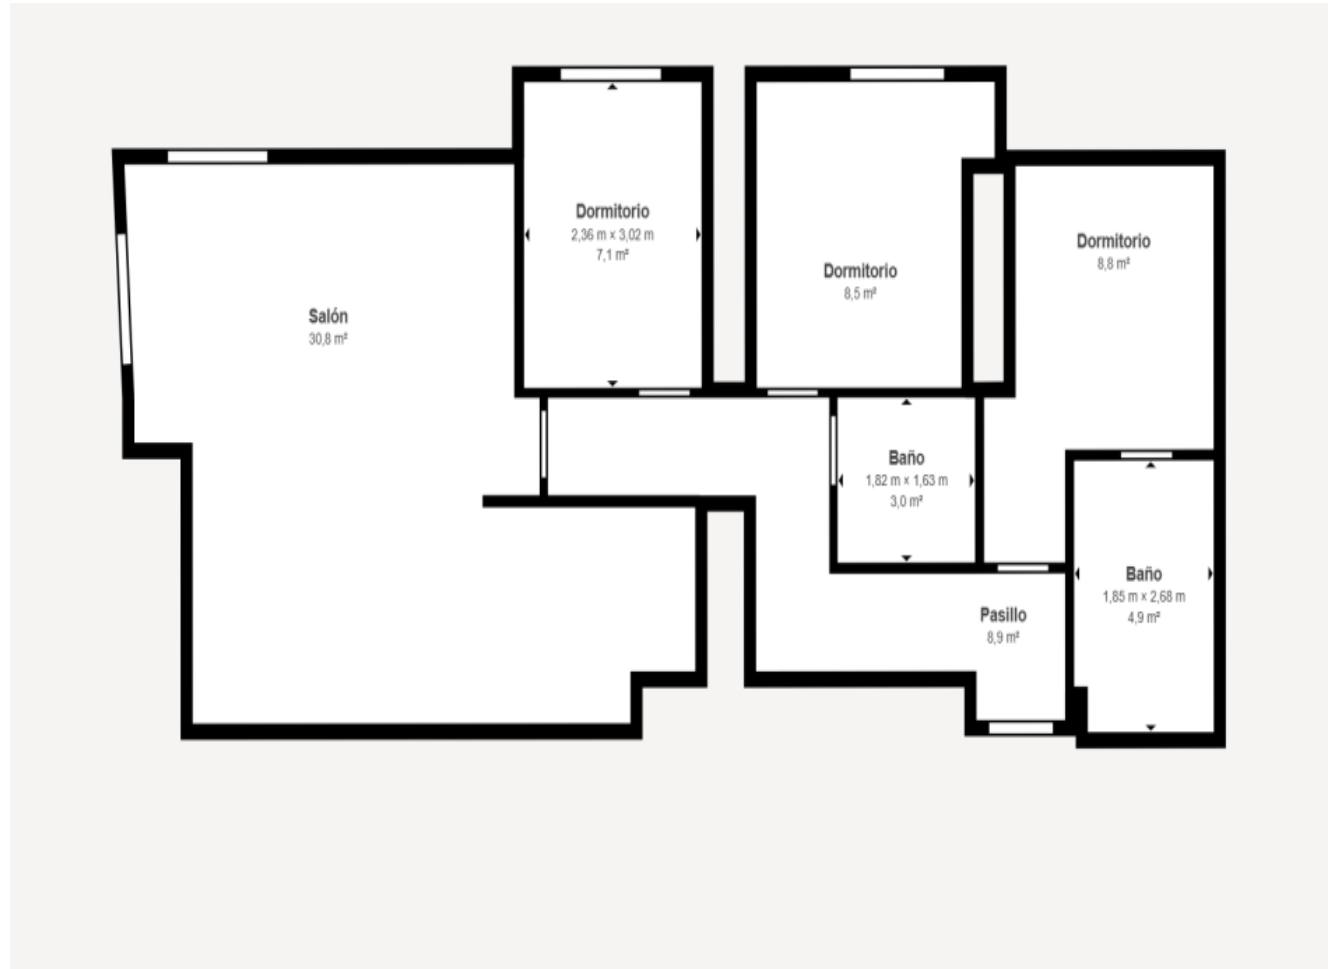 Dormitorio
2,36 m × 3,02 m
7,1 m²
Dormitorio
8,5 m²
Dormitorio
8,8 m²
Salón
30,8 m²
Baño
1,82 m × 1,63 m
3,0 m²
Baño
1,85 m × 2,68 m
4,9 m²
Pasillo
8,9 m²